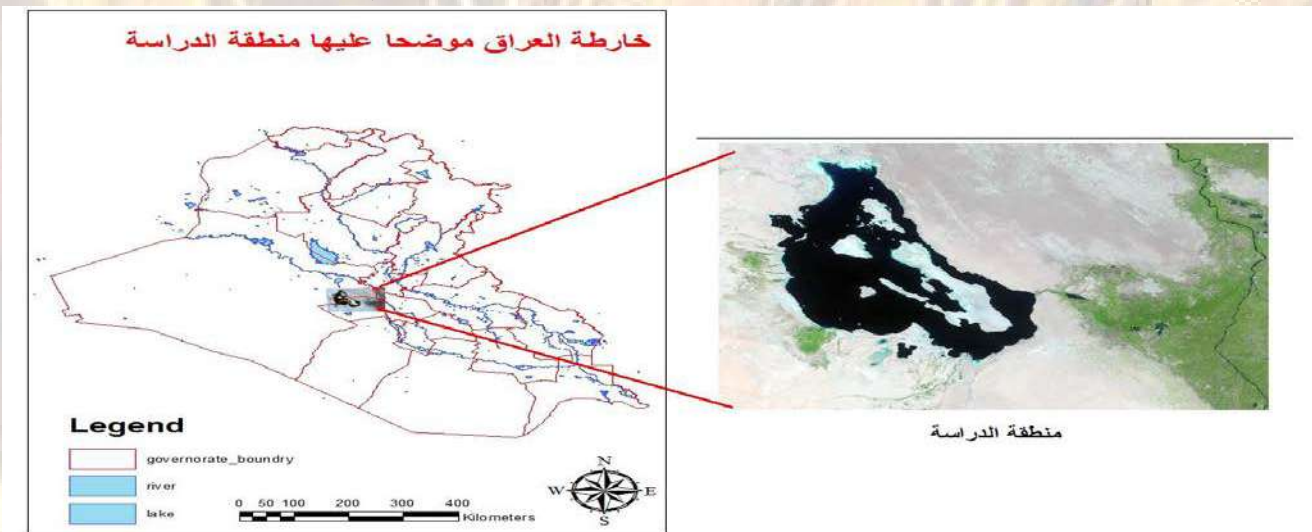 خارطة العراق موضحا عليها منطقة الدراسة
منطقة الدراسة
Legend
governorate_boundry
river
lake
N
W E
S
0 50 100 200 300 400
Kilometers